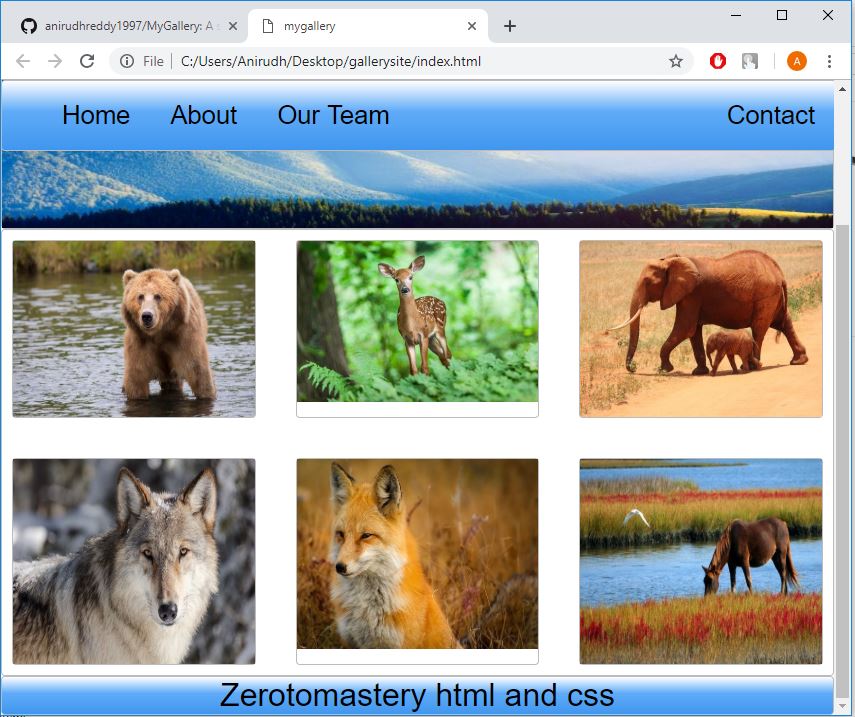 anirudhreddy1997/MyGallery: A s
mygallery
File
C:/Users/Anirudh/Desktop/gallerysite/index.html
A
Home
About
Our Team
Contact
Zerotomastery html and css